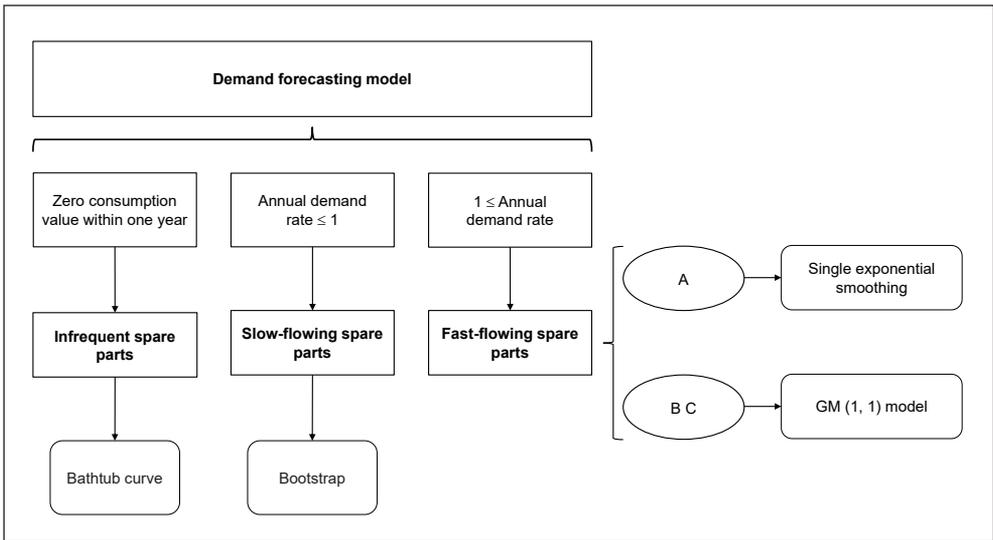 Demand forecasting model
Zero consumption
value within one year
Annual demand
rate ≤ 1
1 ≤ Annual
demand rate
Infrequent spare
parts
Slow-flowing spare
parts
Fast-flowing spare
parts
A
Single exponential
smoothing
B C
GM (1, 1) model
Bathtub curve
Bootstrap